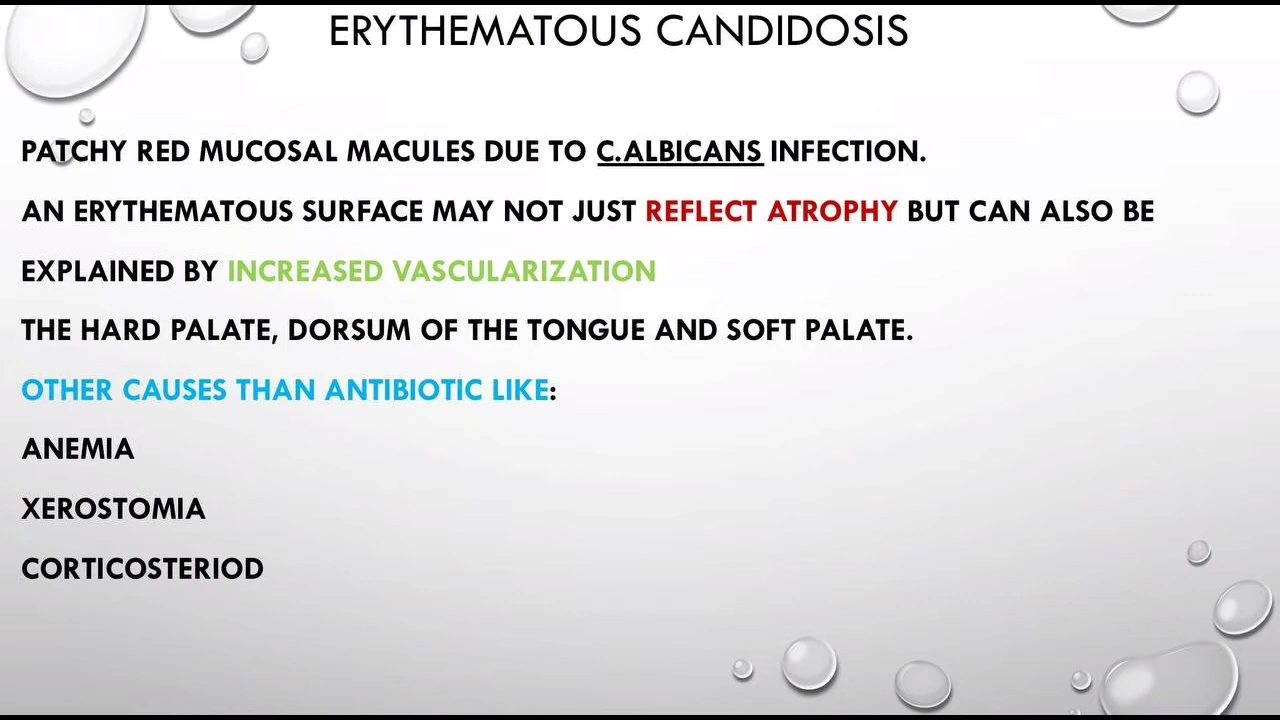 ERYTHEMATOUS CANDIDOSIS
PATCHY RED MUCOSAL MACULES DUE TO C.ALBICANS INFECTION.
AN ERYTHEMATOUS SURFACE MAY NOT JUST REFLECT ATROPHY BUT CAN ALSO BE
EXPLAINED BY INCREASED VASCULARIZATION
THE HARD PALATE, DORSUM OF THE TONGUE AND SOFT PALATE.
OTHER CAUSES THAN ANTIBIOTIC LIKE:
ANEMIA
XEROSTOMIA
CORTICOSTERIOD